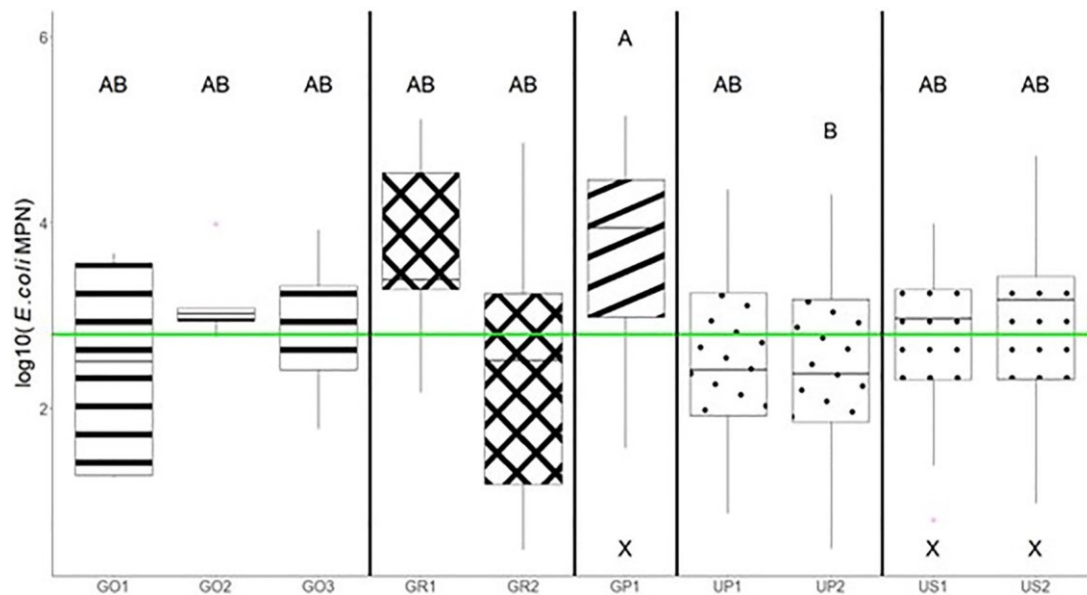 6
A
AB AB AB AB AB AB AB AB
B
4
log10( E.coli MPN)
2
X X X
GO1 GO2 GO3 GR1 GR2 GP1 UP1 UP2 US1 US2